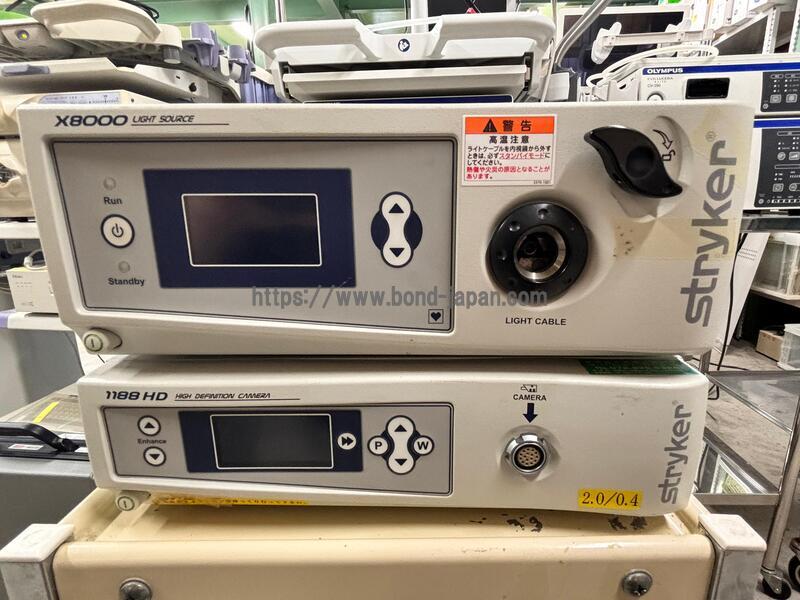 X8000 LIGHT SOURCE
Run
Standby
警告
高温注意
ライトケーブルを内視鏡から外す
ときは、必ずスタンバイモードに
してください。
熱傷や火災の原因となることが
あります。
LIGHT CABLE
stryker®
https://www.bond-japan.com
OLYMPUS
1188 HD HIGH DEFINITION CAMERA
Enhance
P
W
CAMERA
stryker®
2.0/0.4